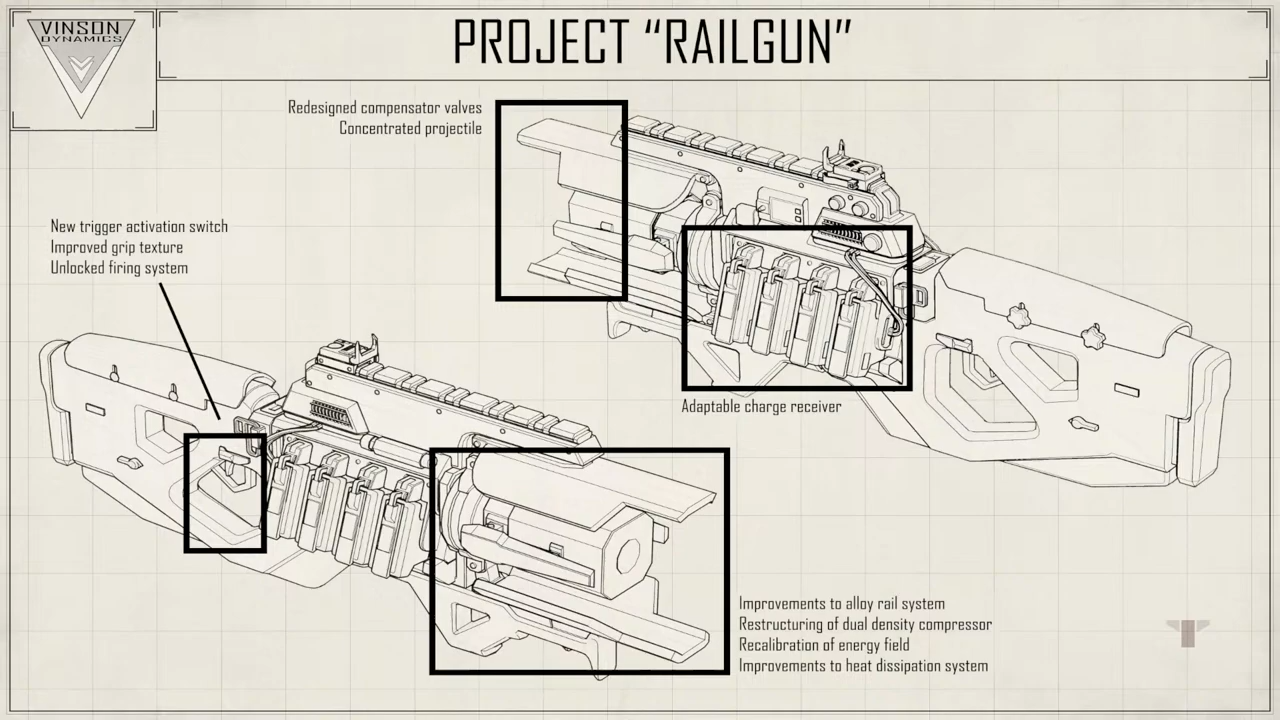 VINSON
DYNAMICS
PROJECT “RAILGUN”
Redesigned compensator valves
Concentrated projectile
New trigger activation switch
Improved grip texture
Unlocked firing system
Adaptable charge receiver
Improvements to alloy rail system
Restructuring of dual density compressor
Recalibration of energy field
Improvements to heat dissipation system